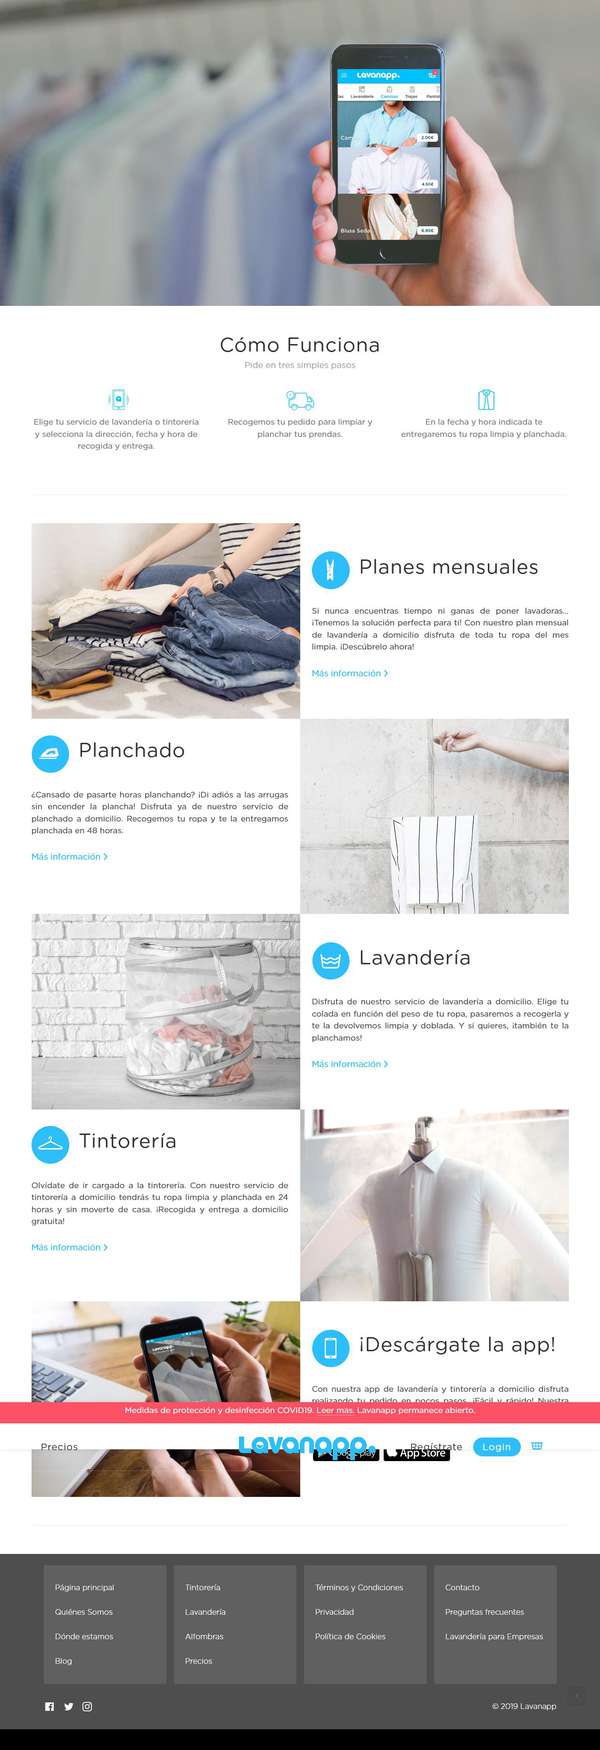 Lavanapp.
Lavandería
Camisas
Trajes
2.00€
4.50€
Blusa Seda
6.90€
Cómo Funciona
Pide en tres simples pasos
Elige tu servicio de lavandería o tintorería
y selecciona la dirección, fecha y hora de
recogida y entrega.
Recogemos tu pedido para limpiar y
planchar tus prendas.
En la fecha y hora indicada te
entregaremos tu ropa limpia y planchada.
Planes mensuales
Si nunca encuentras tiempo ni ganas de poner lavadoras...
¡Tenemos la solución perfecta para ti! Con nuestro plan mensual
de lavandería a domicilio disfruta de toda tu ropa del mes
limpia. ¡Descúbrelo ahora!
Más información
Planchado
¿Cansado de pasarte horas planchando? ¡Di adiós a las arrugas
sin encender la plancha! Disfruta ya de nuestro servicio de
planchado a domicilio. Recogemos tu ropa y te la entregamos
planchada en 48 horas.
Más información
Lavandería
Disfruta de nuestro servicio de lavandería a domicilio. Elige tu
colada en función del peso de tu ropa, pasaremos a recogerla y
te la devolvemos limpia y doblada. Y si quieres, ¡también te la
planchamos!
Más información
Tintorería
Olvídate de ir cargado a la tintorería. Con nuestro servicio de
tintorería a domicilio tendrás tu ropa limpia y planchada en 24
horas y sin moverte de casa. ¡Recogida y entrega a domicilio
gratuita!
Más información
¡Descárgate la app!
Con nuestra app de lavandería y tintorería a domicilio disfruta
realizando tu pedido en pocos pasos. ¡Fácil y rápido! Nuestra
Medidas de protección y desinfección COVID19. Leer más. Lavanapp permanece abierto.
Precios
Lavanapp.
Regístrate
Login
Google play
App Store
Página principal
Quiénes Somos
Dónde estamos
Blog
Tintorería
Lavandería
Alfombras
Precios
Términos y Condiciones
Privacidad
Política de Cookies
Contacto
Preguntas frecuentes
Lavandería para Empresas
© 2019 Lavanapp